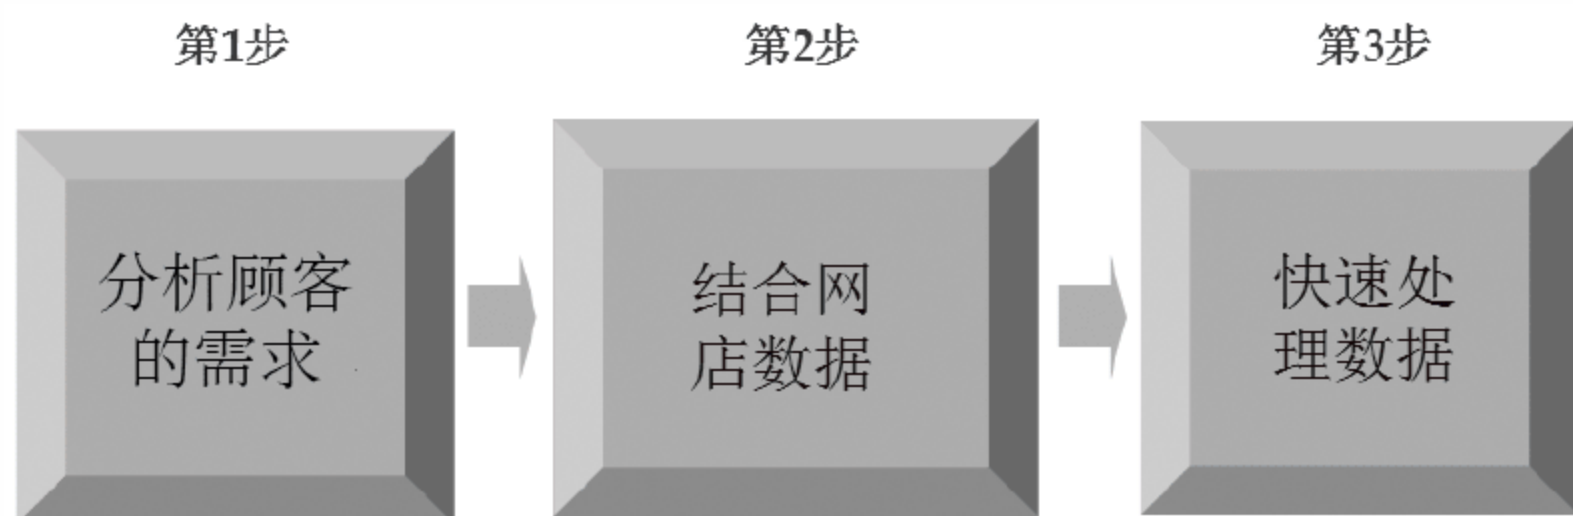 第1步
第2步
第3步
分析顾客
的需求
结合网
店数据
快速处
理数据